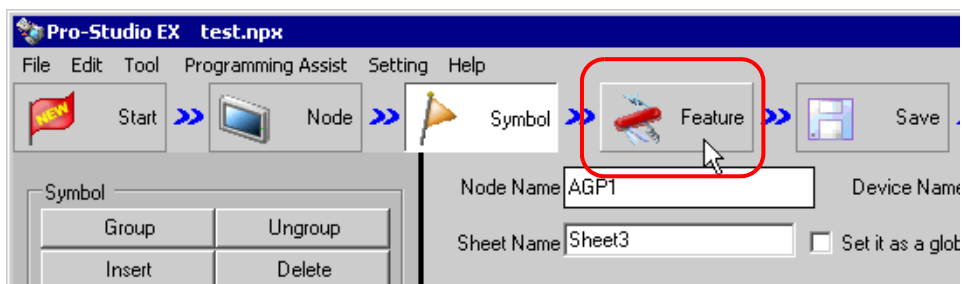 Pro-Studio EX test.npx
File Edit Tool Programming Assist Setting Help
NEW Start Node Symbol Feature Save
Symbol
Node Name AGP1 Device Name
Group Ungroup
Sheet Name Sheet3 Set it as a glob
Insert Delete